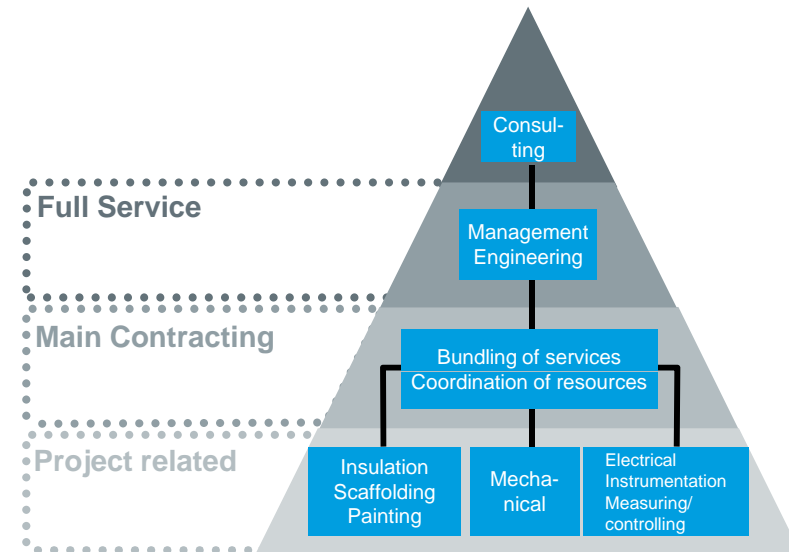 Consul-
ting
Full Service
Management
Engineering
Main Contracting
Bundling of services
Coordination of resources
Project related
Insulation
Scaffolding
Painting
Mecha-
nical
Electrical
Instrumentation
Measuring/
controlling